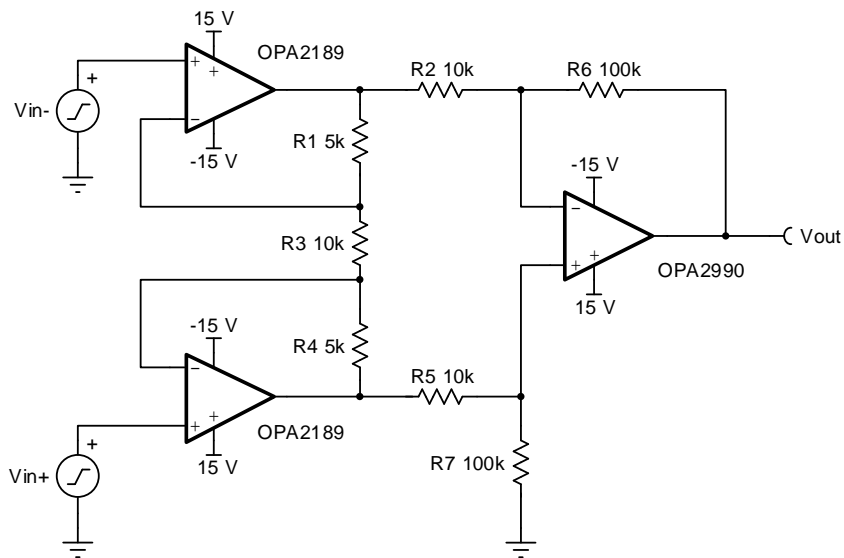 15 V
OPA2189
+
+
+
Vin-
−
-15 V
R2 10k
R6 100k
R1 5k
R3 10k
-15 V
−
+
+
15 V
OPA2990
Vout
-15 V
R4 5k
−
+
+
15 V
OPA2189
R5 10k
+
Vin+
R7 100k